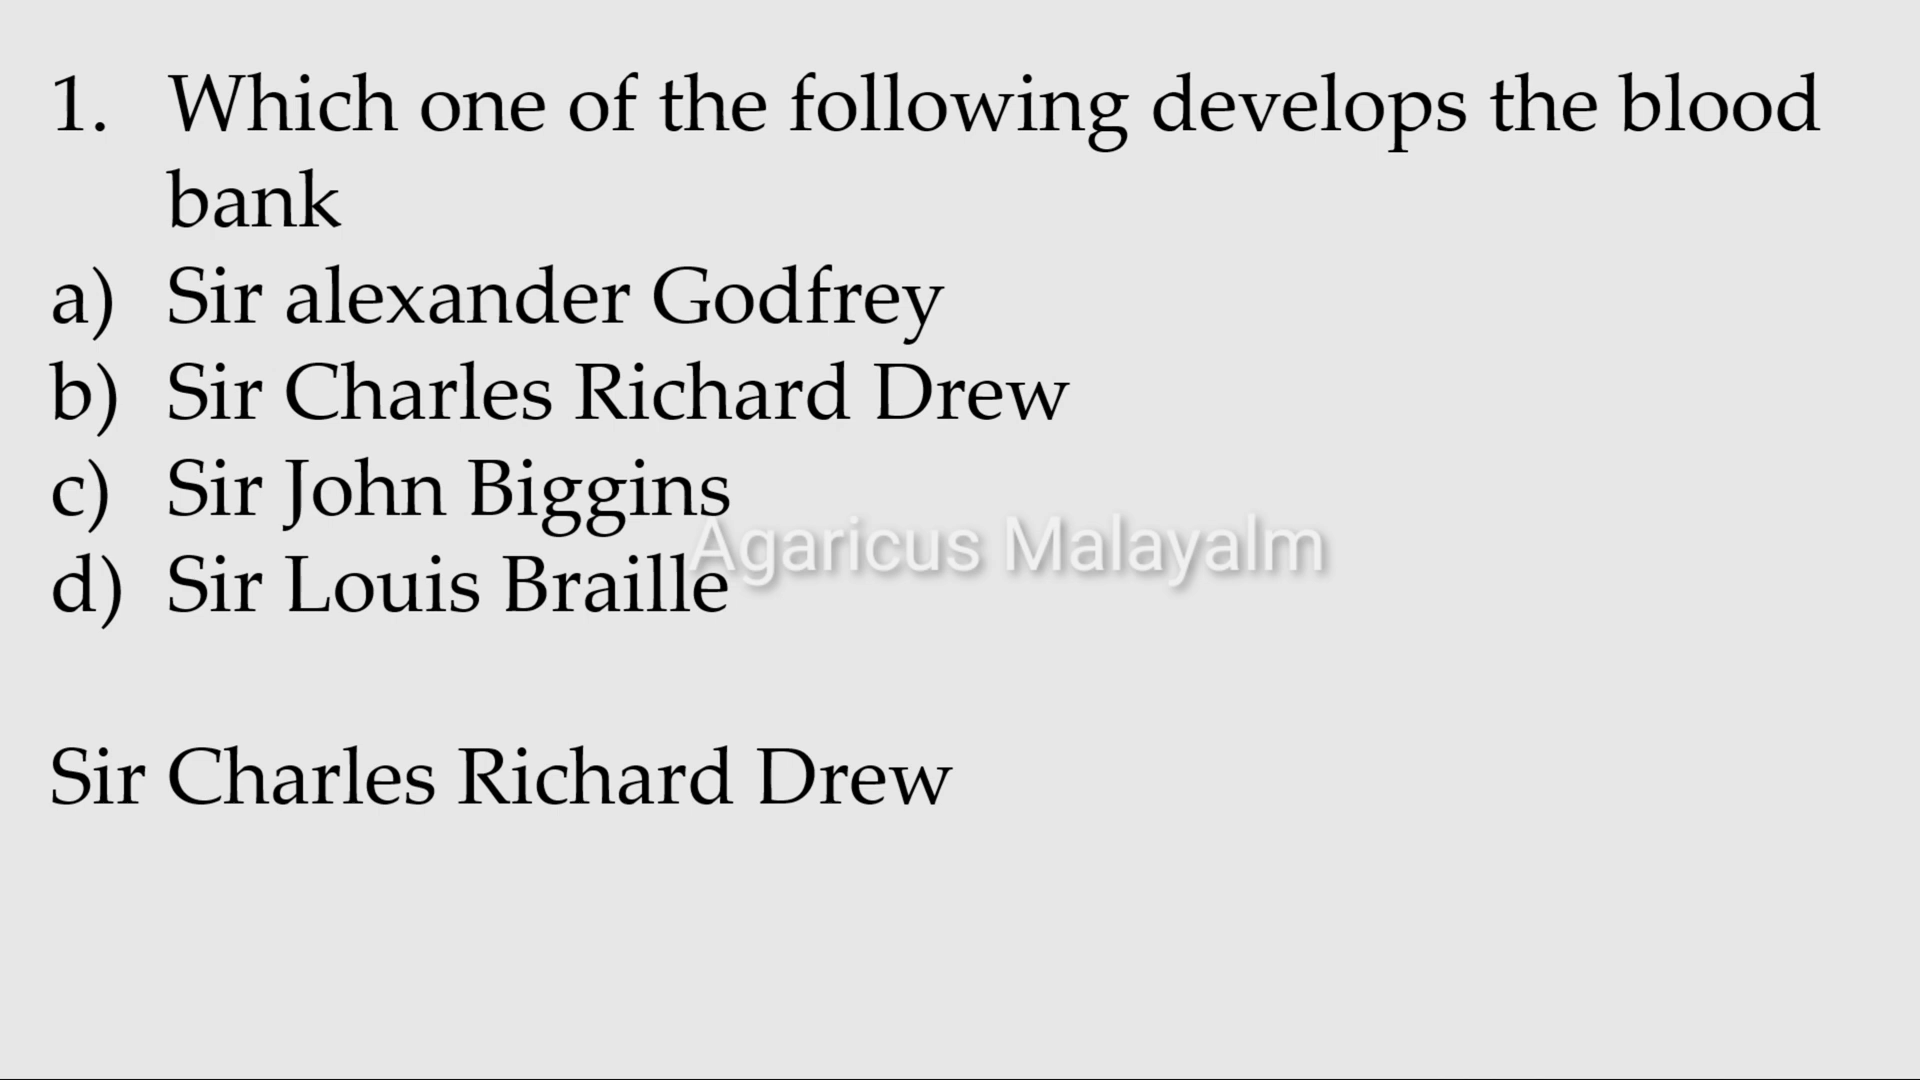 1. Which one of the following develops the blood
bank
a) Sir alexander Godfrey
b) Sir Charles Richard Drew
c) Sir John Biggins
Agaricus Malayalm
d) Sir Louis Braille
Sir Charles Richard Drew